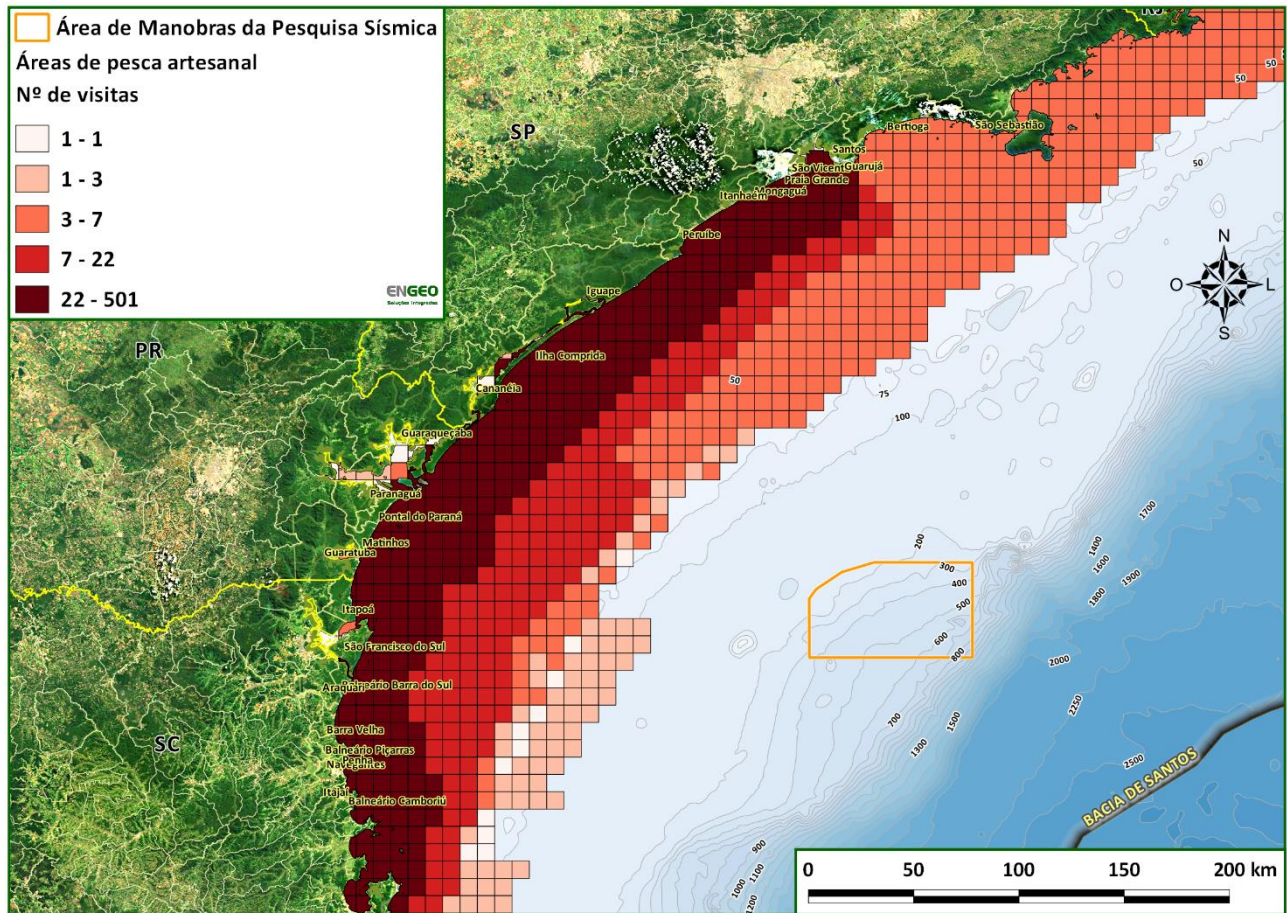 Área de Manobras da Pesquisa Sísmica
Áreas de pesca artesanal
Nº de visitas
1 - 1
1 - 3
3 - 7
7 - 22
22 - 501
ENGEO
Soluções Integradas
SP
PR
SC
São Sebastião
Bertioga
Santos
Guarujá
São Vicent
Praia Grande
Mongaguá
Itanhaém
Peruíbe
Iguape
Ilha Comprida
Cananéia
Guaraqueçaba
Paranaguá
Pontal do Paraná
Matinhos
Guaratuba
Itapoá
São Francisco do Sul
Balneário Barra do Sul
Araquari
Barra Velha
Balneário Piçarras
Penha
Navegantes
Itajaí
Balneário Camboriú
N
O
L
S
50
50
50
50
50
75
100
200
300
400
500
600
800
700
1300
1500
1700
1400
1600
1800
1900
2000
2250
2500
900
1100
1000
1200
BACIA DE SANTOS
0 50 100 150 200 km